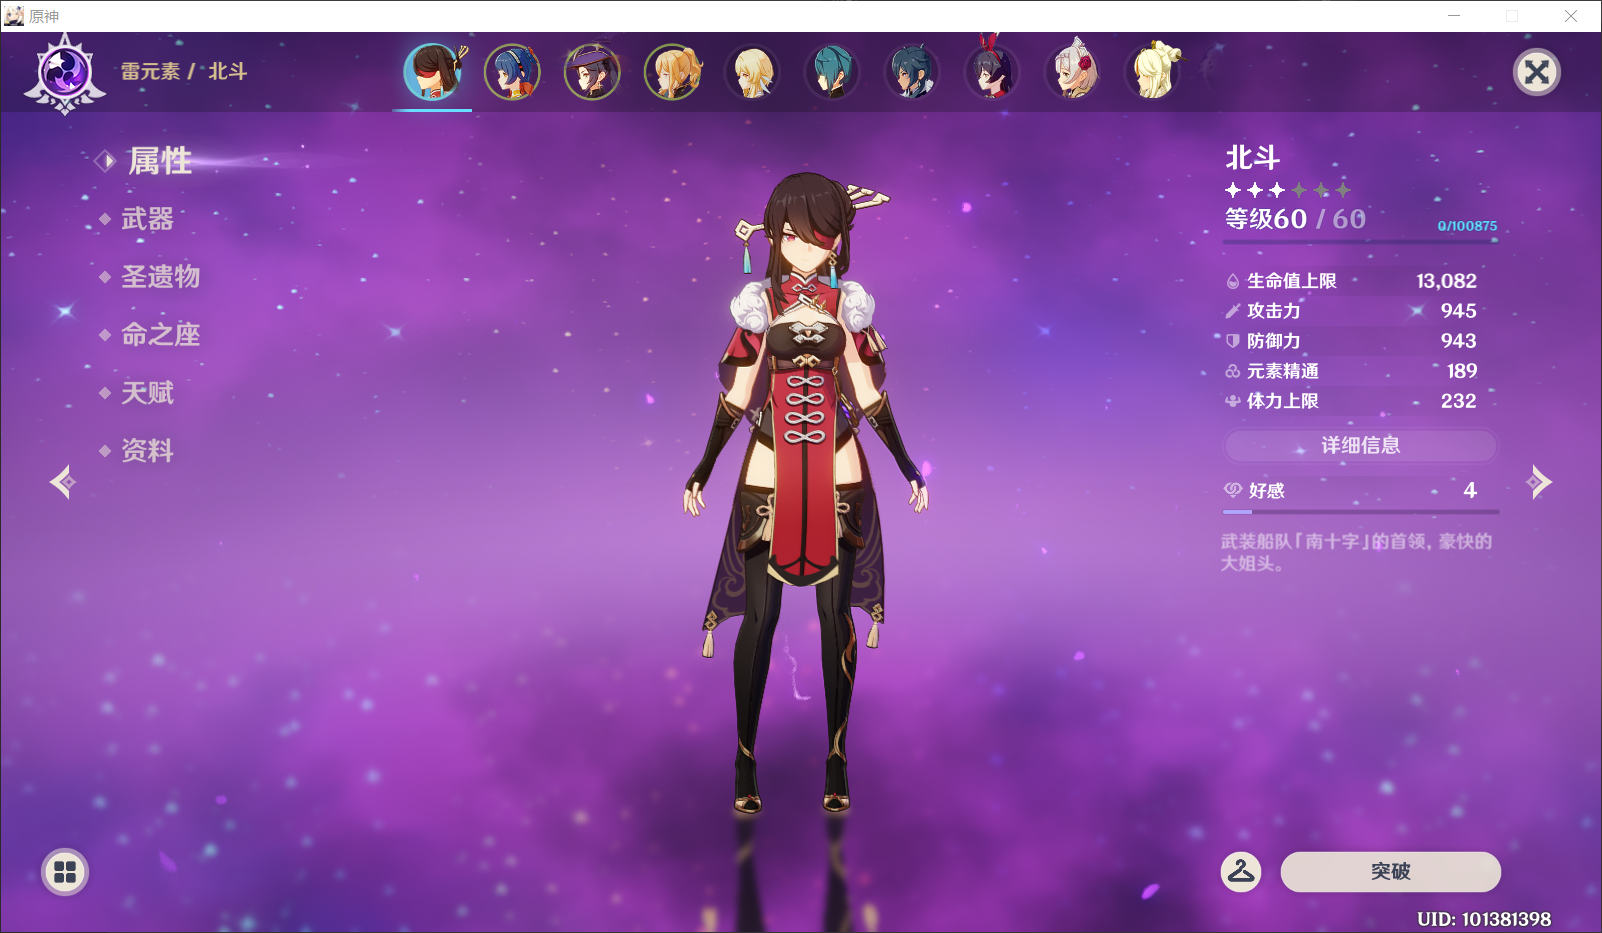 原神
雷元素 / 北斗
属性
武器
圣遗物
命之座
天赋
资料
北斗
等级60 / 60
0/100875
生命值上限 13,082
攻击力 945
防御力 943
元素精通 189
体力上限 232
详细信息
好感 4
武装船队「南十字」的首领，豪快的
大姐头。
突破
UID: 101381398